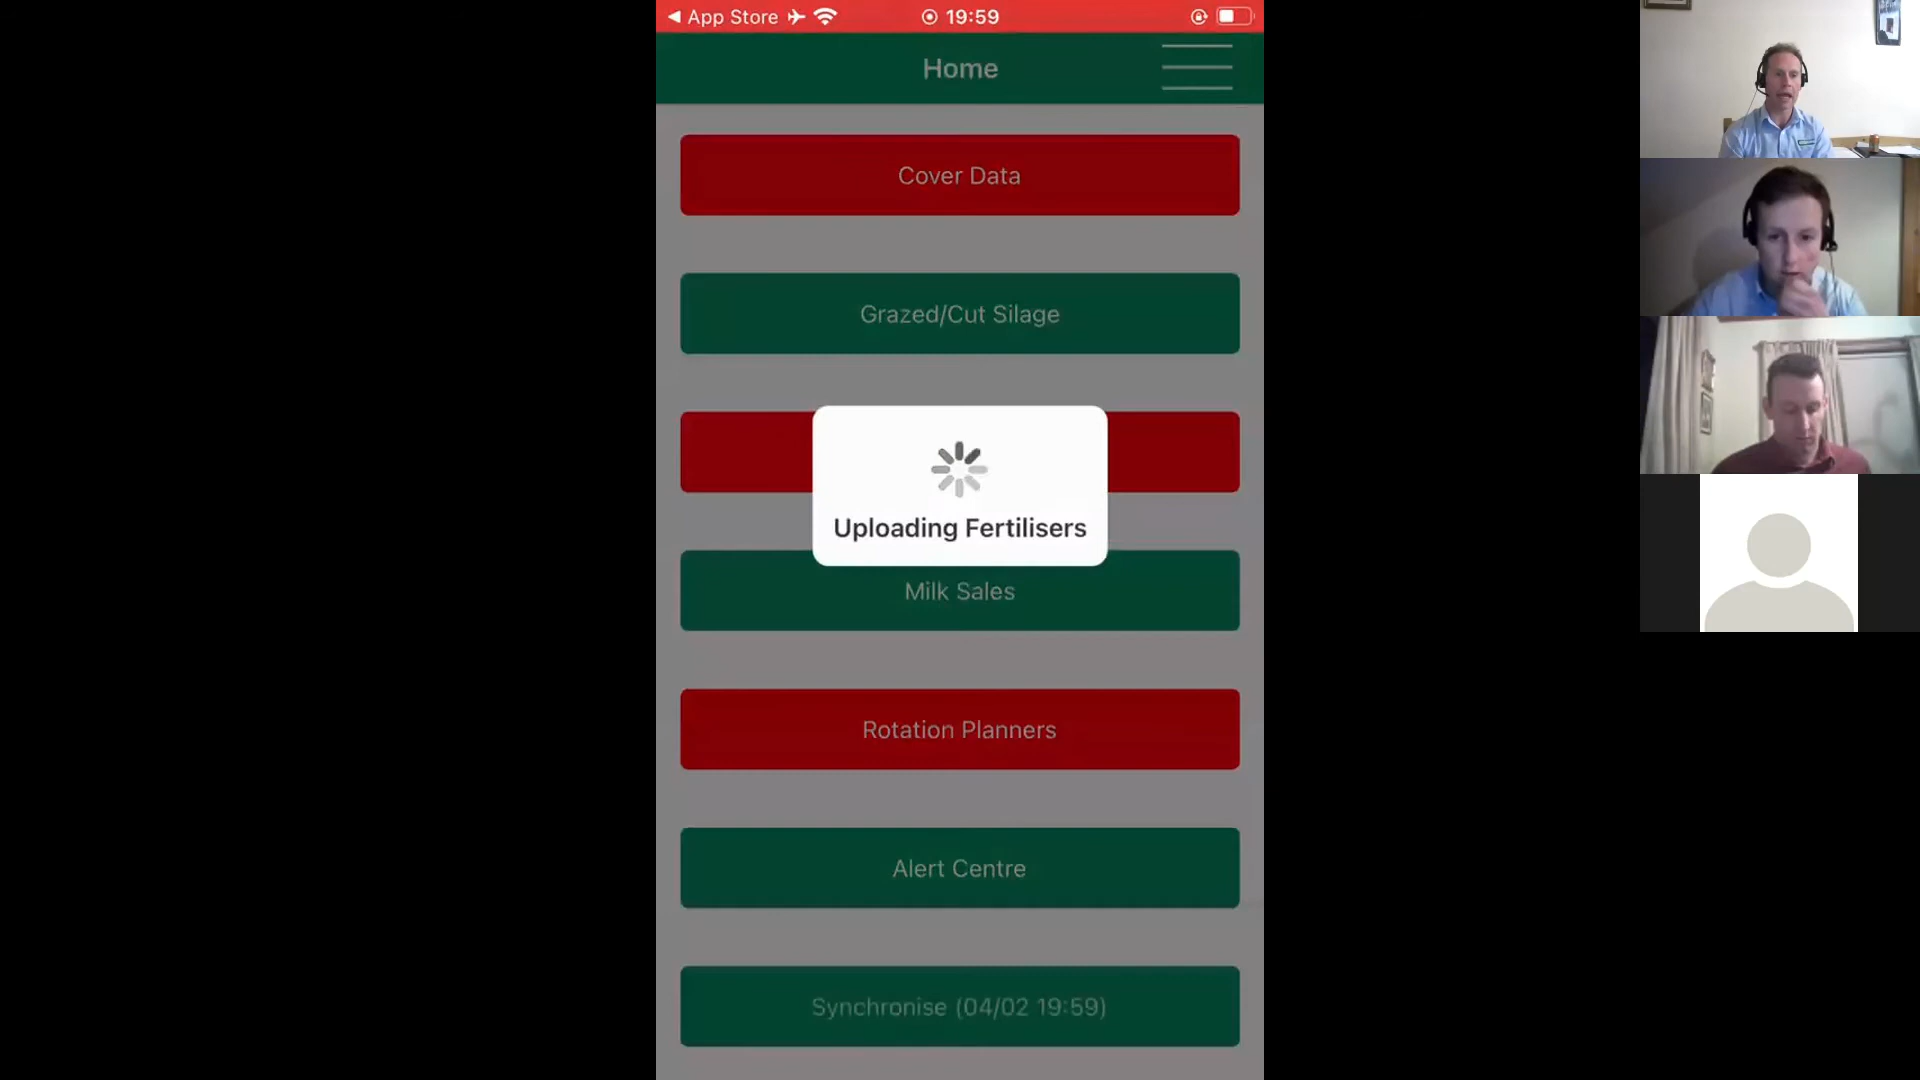 App Store
19:59
Home
Cover Data
Grazed/Cut Silage
Uploading Fertilisers
Milk Sales
Rotation Planners
Alert Centre
Synchronise (04/02 19:59)